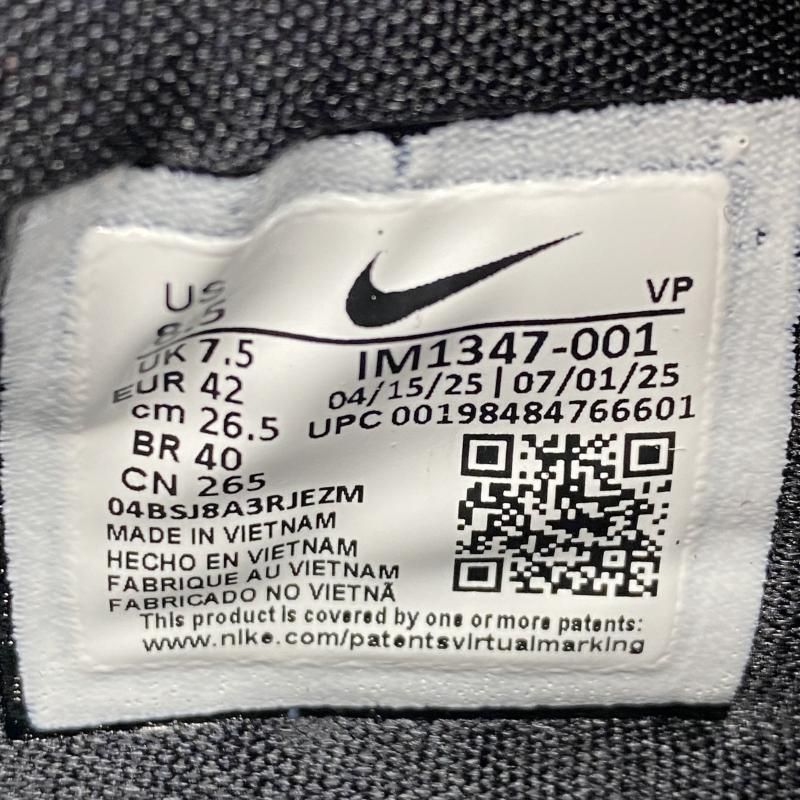 US
8.5
VP
UK 7.5
IM1347-001
EUR 42
04/15/25 | 07/01/25
cm 26.5
UPC 00198484766601
BR 40
CN 265
04BSJ8A3RJEZM
MADE IN VIETNAM
HECHO EN VIETNAM
FABRIQUE AU VIETNAM
FABRICADO NO VIETNÃ
This product is covered by one or more patents:
www.nike.com/patentsvirtualmarking